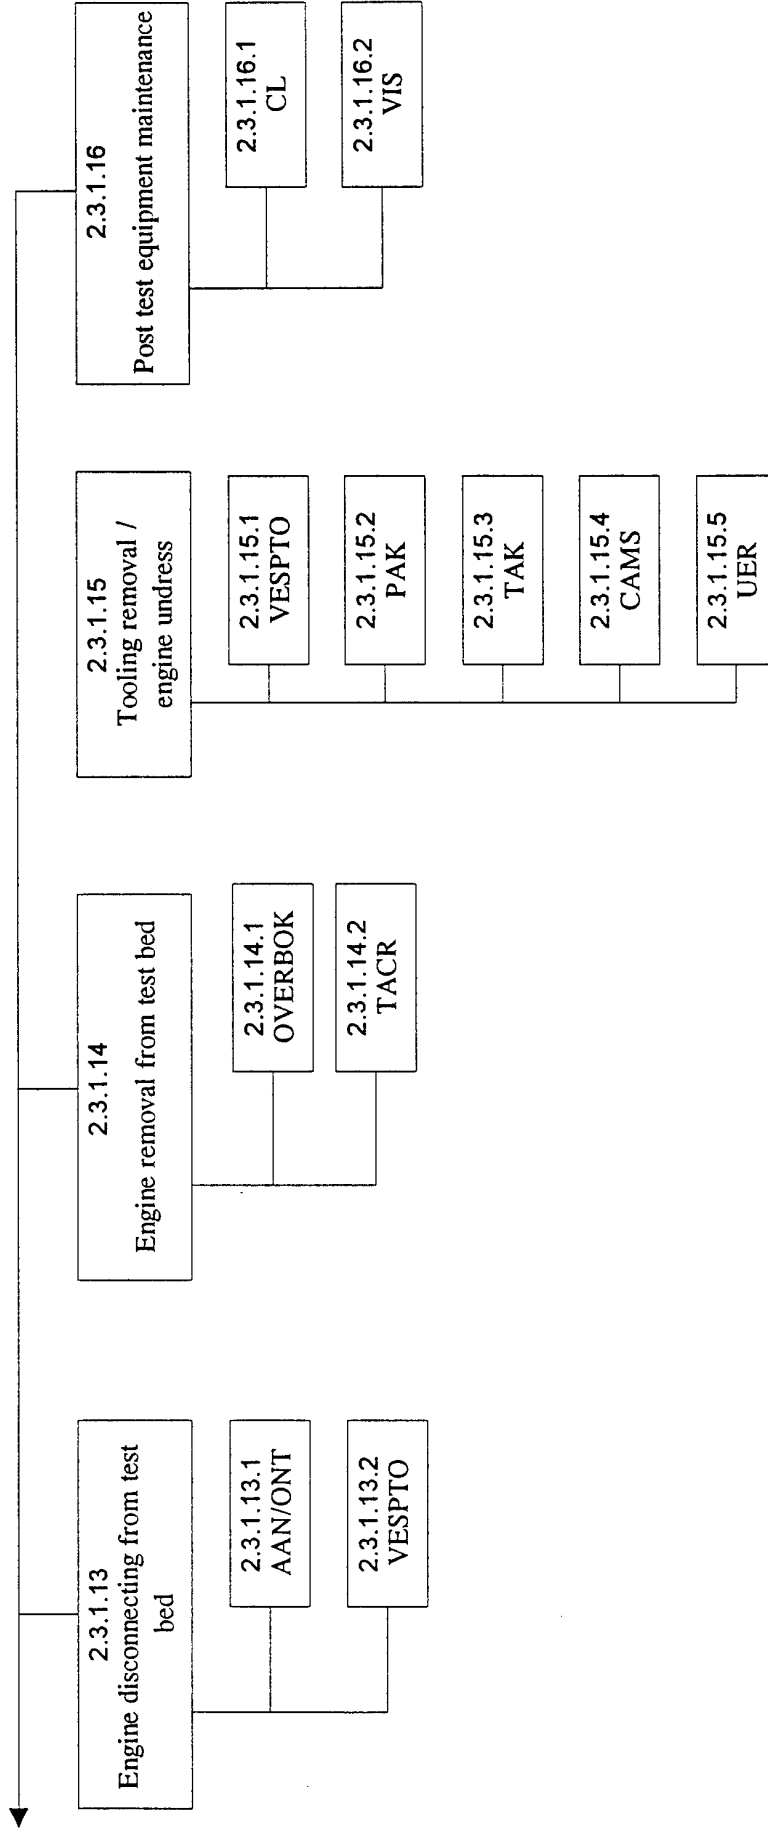 2.3.1.13
Engine disconnecting from test
bed
2.3.1.13.1
AAN/ONT
2.3.1.13.2
VESPTO
2.3.1.14
Engine removal from test bed
2.3.1.14.1
OVERBOK
2.3.1.14.2
TACR
2.3.1.15
Tooling removal /
engine undress
2.3.1.15.1
VESPTO
2.3.1.15.2
PAK
2.3.1.15.3
TAK
2.3.1.15.4
CAMS
2.3.1.15.5
UER
2.3.1.16
Post test equipment maintenance
2.3.1.16.1
CL
2.3.1.16.2
VIS